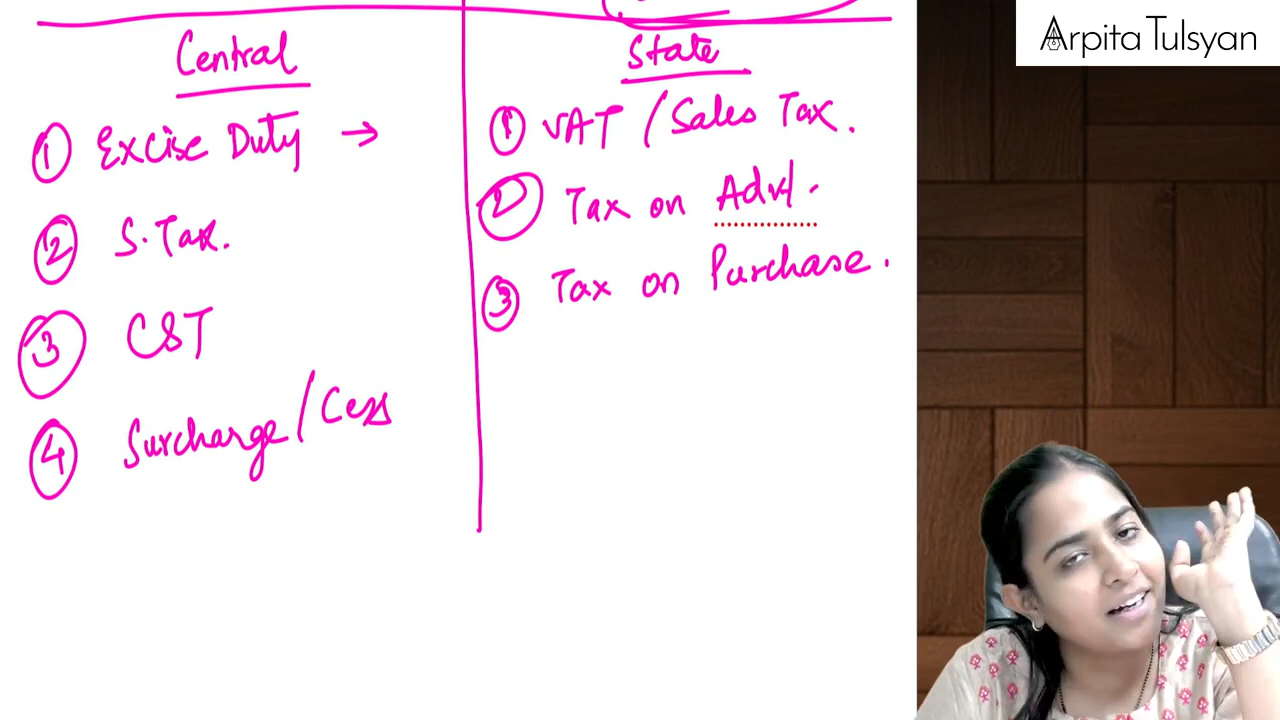 Arpita Tulsyan
Central
① Excise Duty →
② S. Tax.
③ CST
④ Surcharge / Cess
State
① VAT / Sales Tax.
② Tax on Advt.
③ Tax on Purchase.